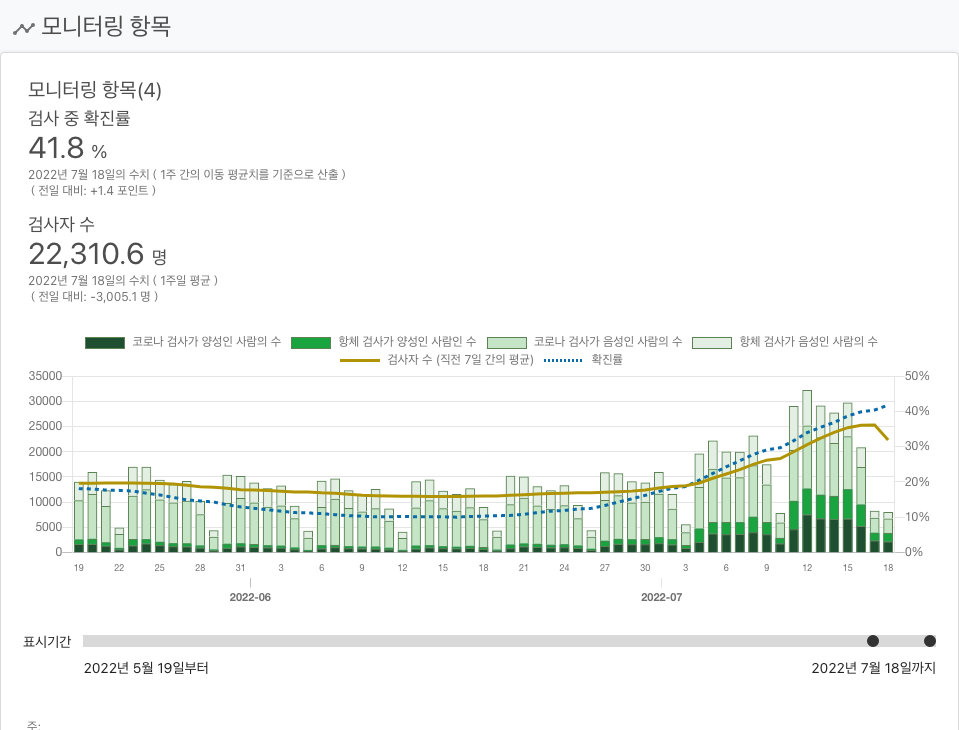 모니터링 항목
모니터링 항목(4)
검사 중 확진률
41.8 %
2022년 7월 18일의 수치 ( 1주 간의 이동 평균치를 기준으로 산출 )
( 전일 대비: +1.4 포인트 )
검사자 수
22,310.6 명
2022년 7월 18일의 수치 ( 1주일 평균 )
( 전일 대비: -3,005.1 명 )
코로나 검사가 양성인 사람의 수 항체 검사가 양성인 사람인 수 코로나 검사가 음성인 사람의 수 항체 검사가 음성인 사람의 수
검사자 수 (직전 7일 간의 평균) 확진률
35000 50%
30000 40%
25000
20000 30%
15000 20%
10000
5000 10%
0 0%
19 22 25 28 31 3 6 9 12 15 18 21 24 27 30 3 6 9 12 15 18
2022-06 2022-07
표시기간
2022년 5월 19일부터 2022년 7월 18일까지
주: